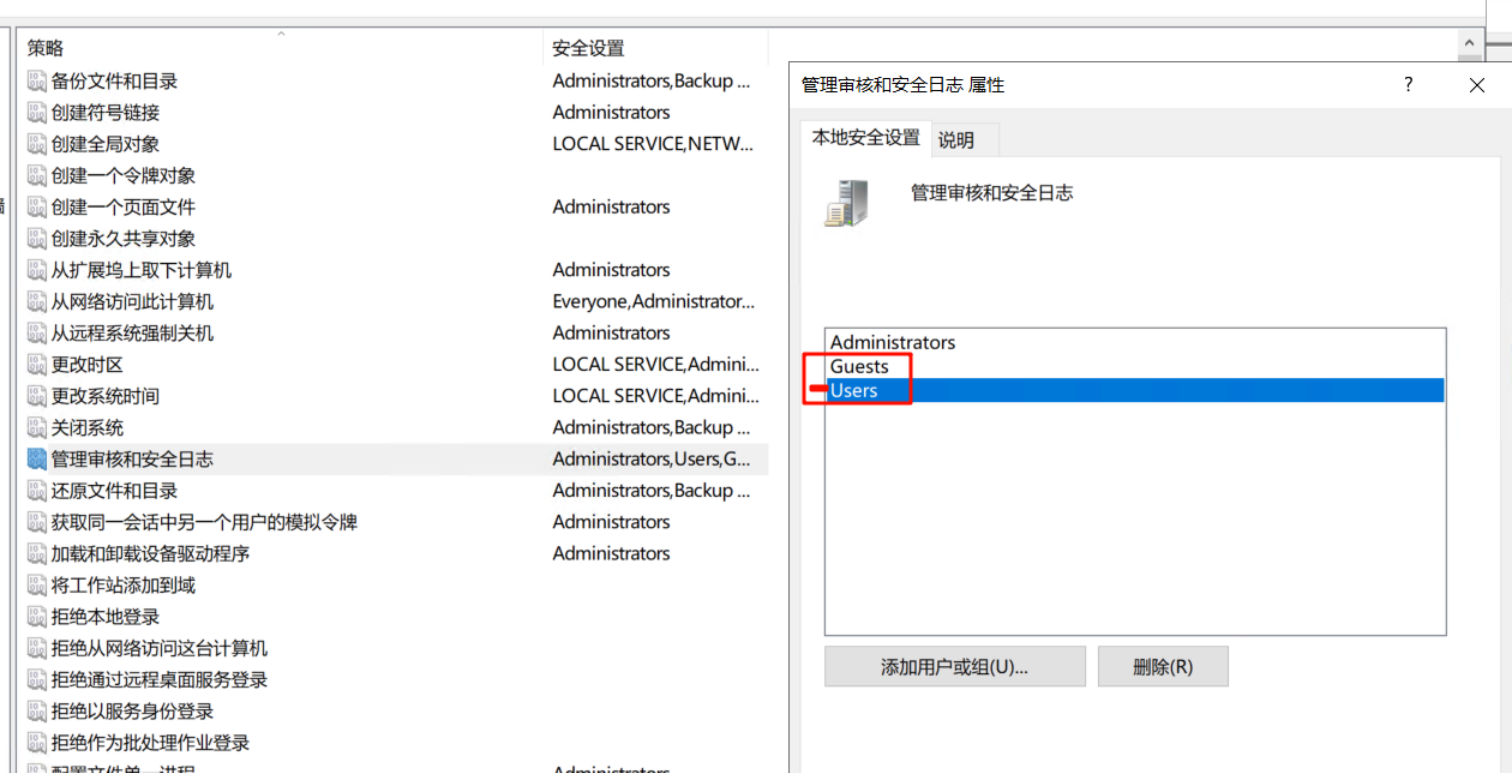 策略 安全设置
备份文件和目录 Administrators,Backup ...
创建符号链接 Administrators
创建全局对象 LOCAL SERVICE,NETW...
创建一个令牌对象
创建一个页面文件 Administrators
创建永久共享对象
从扩展坞上取下计算机 Administrators
从网络访问此计算机 Everyone,Administrator...
从远程系统强制关机 Administrators
更改时区 LOCAL SERVICE,Admini...
更改系统时间 LOCAL SERVICE,Admini...
关闭系统 Administrators,Backup ...
管理审核和安全日志 Administrators,Users,G...
还原文件和目录 Administrators,Backup ...
获取同一会话中另一个用户的模拟令牌 Administrators
加载和卸载设备驱动程序 Administrators
将工作站添加到域
拒绝本地登录
拒绝从网络访问这台计算机
拒绝通过远程桌面服务登录
拒绝以服务身份登录
拒绝作为批处理作业登录
配置文件单一进程 Administrators
管理审核和安全日志 属性 ?
本地安全设置 说明
管理审核和安全日志
Administrators
Guests
Users
添加用户或组(U)... 删除(R)